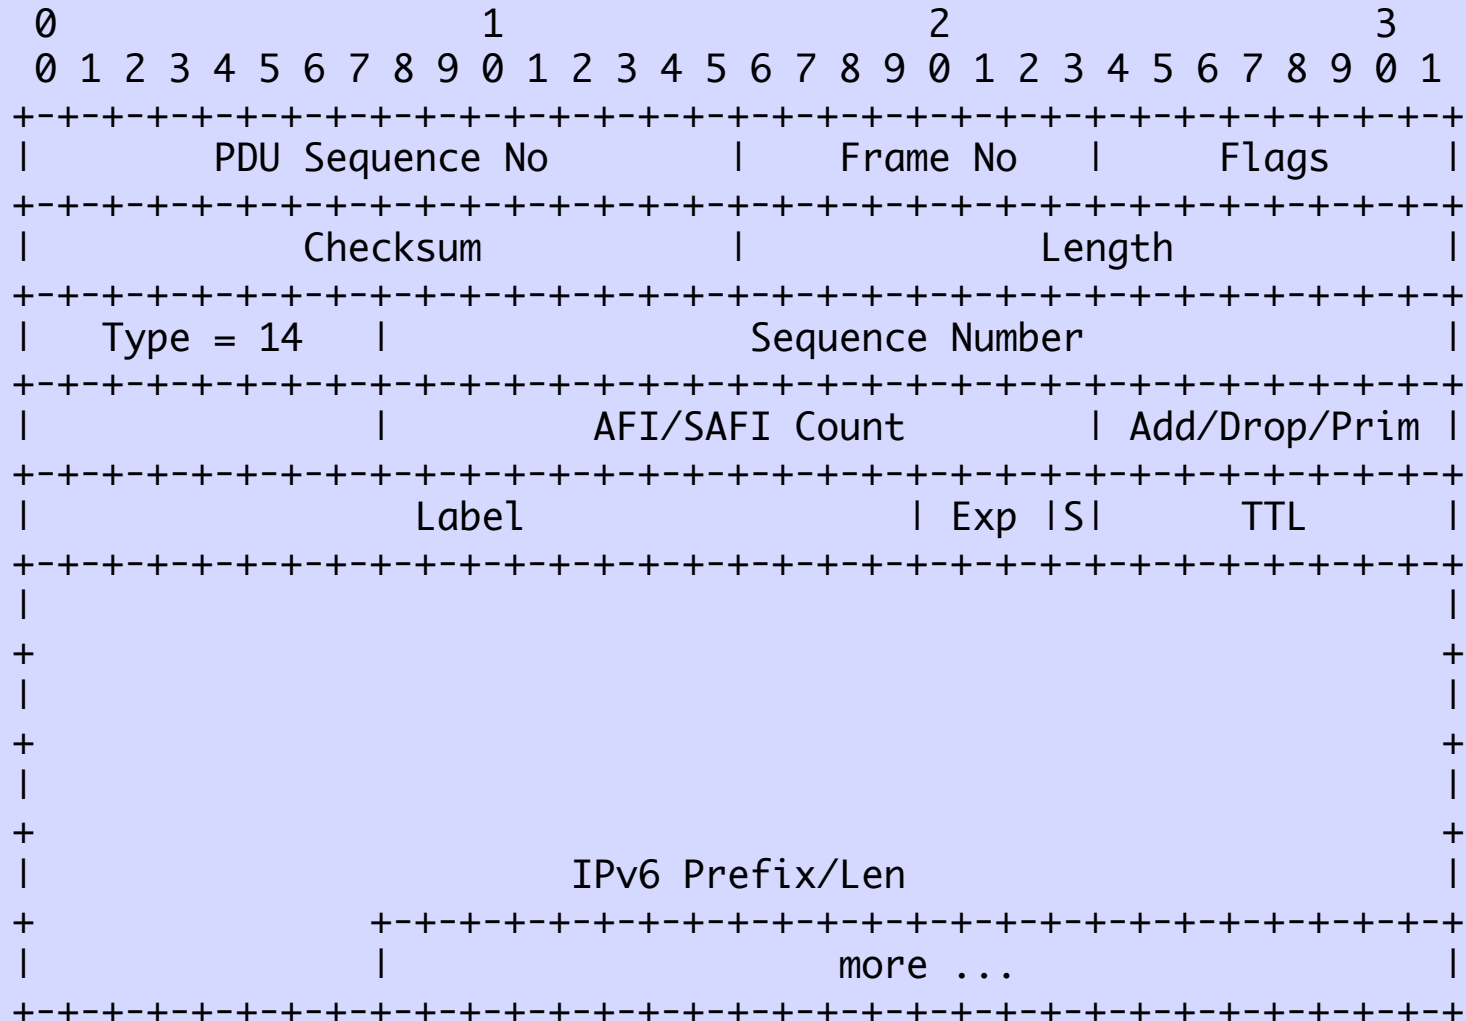 0                   1                   2                   3
 0 1 2 3 4 5 6 7 8 9 0 1 2 3 4 5 6 7 8 9 0 1 2 3 4 5 6 7 8 9 0 1
+-+-+-+-+-+-+-+-+-+-+-+-+-+-+-+-+-+-+-+-+-+-+-+-+-+-+-+-+-+-+-+-+
|        PDU Sequence No        |    Frame No   |     Flags     |
+-+-+-+-+-+-+-+-+-+-+-+-+-+-+-+-+-+-+-+-+-+-+-+-+-+-+-+-+-+-+-+-+
|            Checksum           |             Length            |
+-+-+-+-+-+-+-+-+-+-+-+-+-+-+-+-+-+-+-+-+-+-+-+-+-+-+-+-+-+-+-+-+
|   Type = 14   |                Sequence Number                |
+-+-+-+-+-+-+-+-+-+-+-+-+-+-+-+-+-+-+-+-+-+-+-+-+-+-+-+-+-+-+-+-+
|               |         AFI/SAFI Count        | Add/Drop/Prim |
+-+-+-+-+-+-+-+-+-+-+-+-+-+-+-+-+-+-+-+-+-+-+-+-+-+-+-+-+-+-+-+-+
|                 Label                 | Exp |S|      TTL      |
+-+-+-+-+-+-+-+-+-+-+-+-+-+-+-+-+-+-+-+-+-+-+-+-+-+-+-+-+-+-+-+-+
|                                                               |
+                                                               +
|                                                               |
+                                                               +
|                                                               |
+                                                               +
|                        IPv6 Prefix/Len                        |
+               +-+-+-+-+-+-+-+-+-+-+-+-+-+-+-+-+-+-+-+-+-+-+-+-+
|               |                    more ...                   |
+-+-+-+-+-+-+-+-+-+-+-+-+-+-+-+-+-+-+-+-+-+-+-+-+-+-+-+-+-+-+-+-+